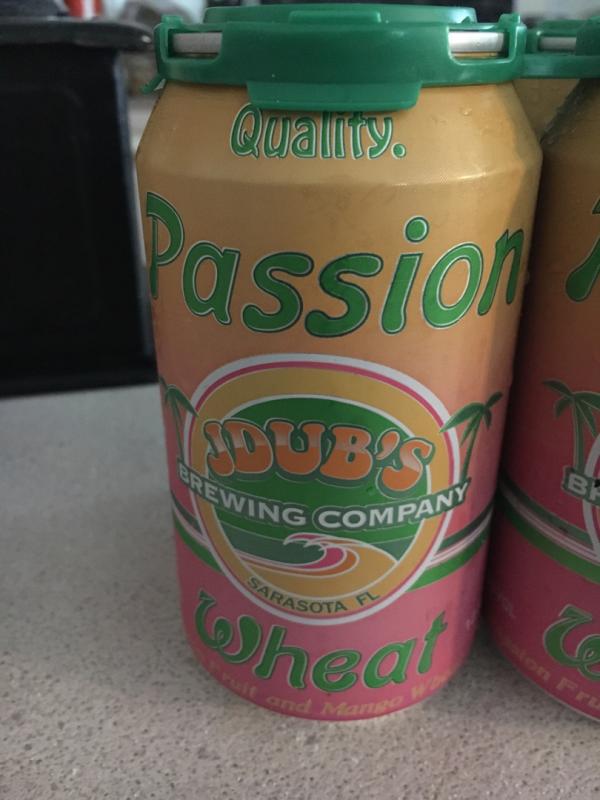 Quality.
Passion
JDUB'S
BREWING COMPANY
SARASOTA FL
Wheat
Fruit and Mango